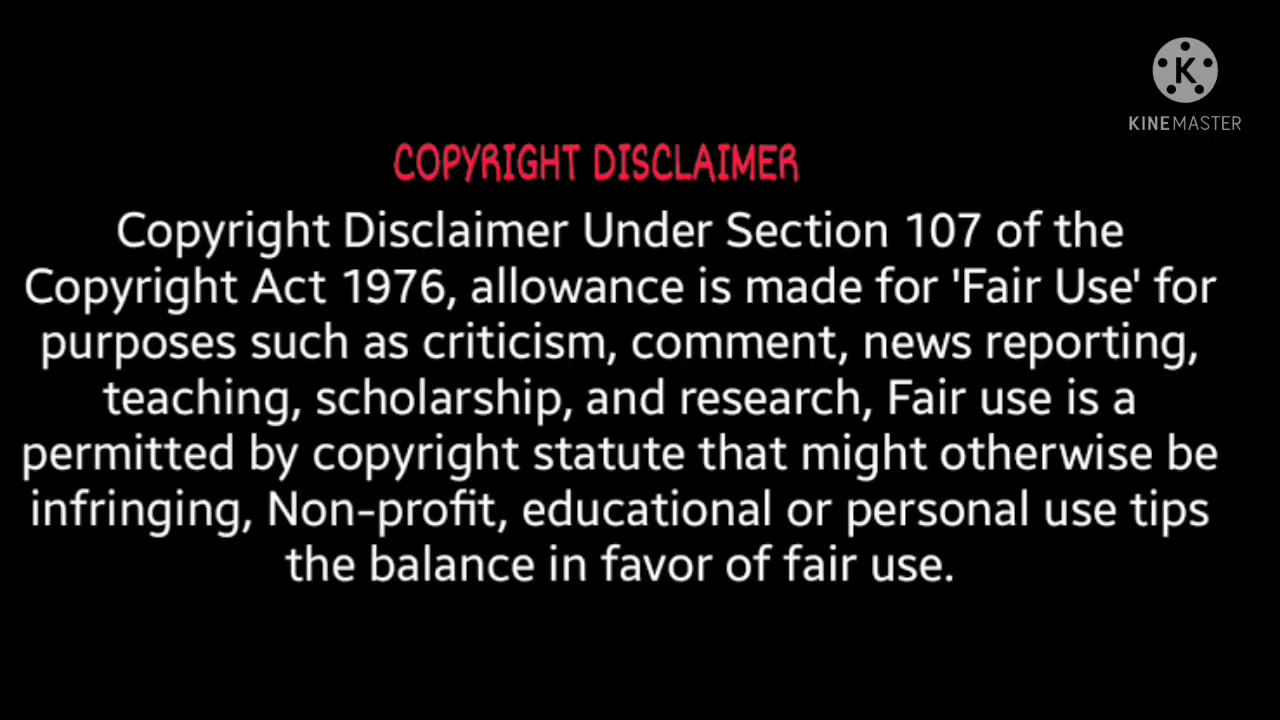 K
KINEMASTER
COPYRIGHT DISCLAIMER
Copyright Disclaimer Under Section 107 of the
Copyright Act 1976, allowance is made for 'Fair Use' for
purposes such as criticism, comment, news reporting,
teaching, scholarship, and research, Fair use is a
permitted by copyright statute that might otherwise be
infringing, Non-profit, educational or personal use tips
the balance in favor of fair use.